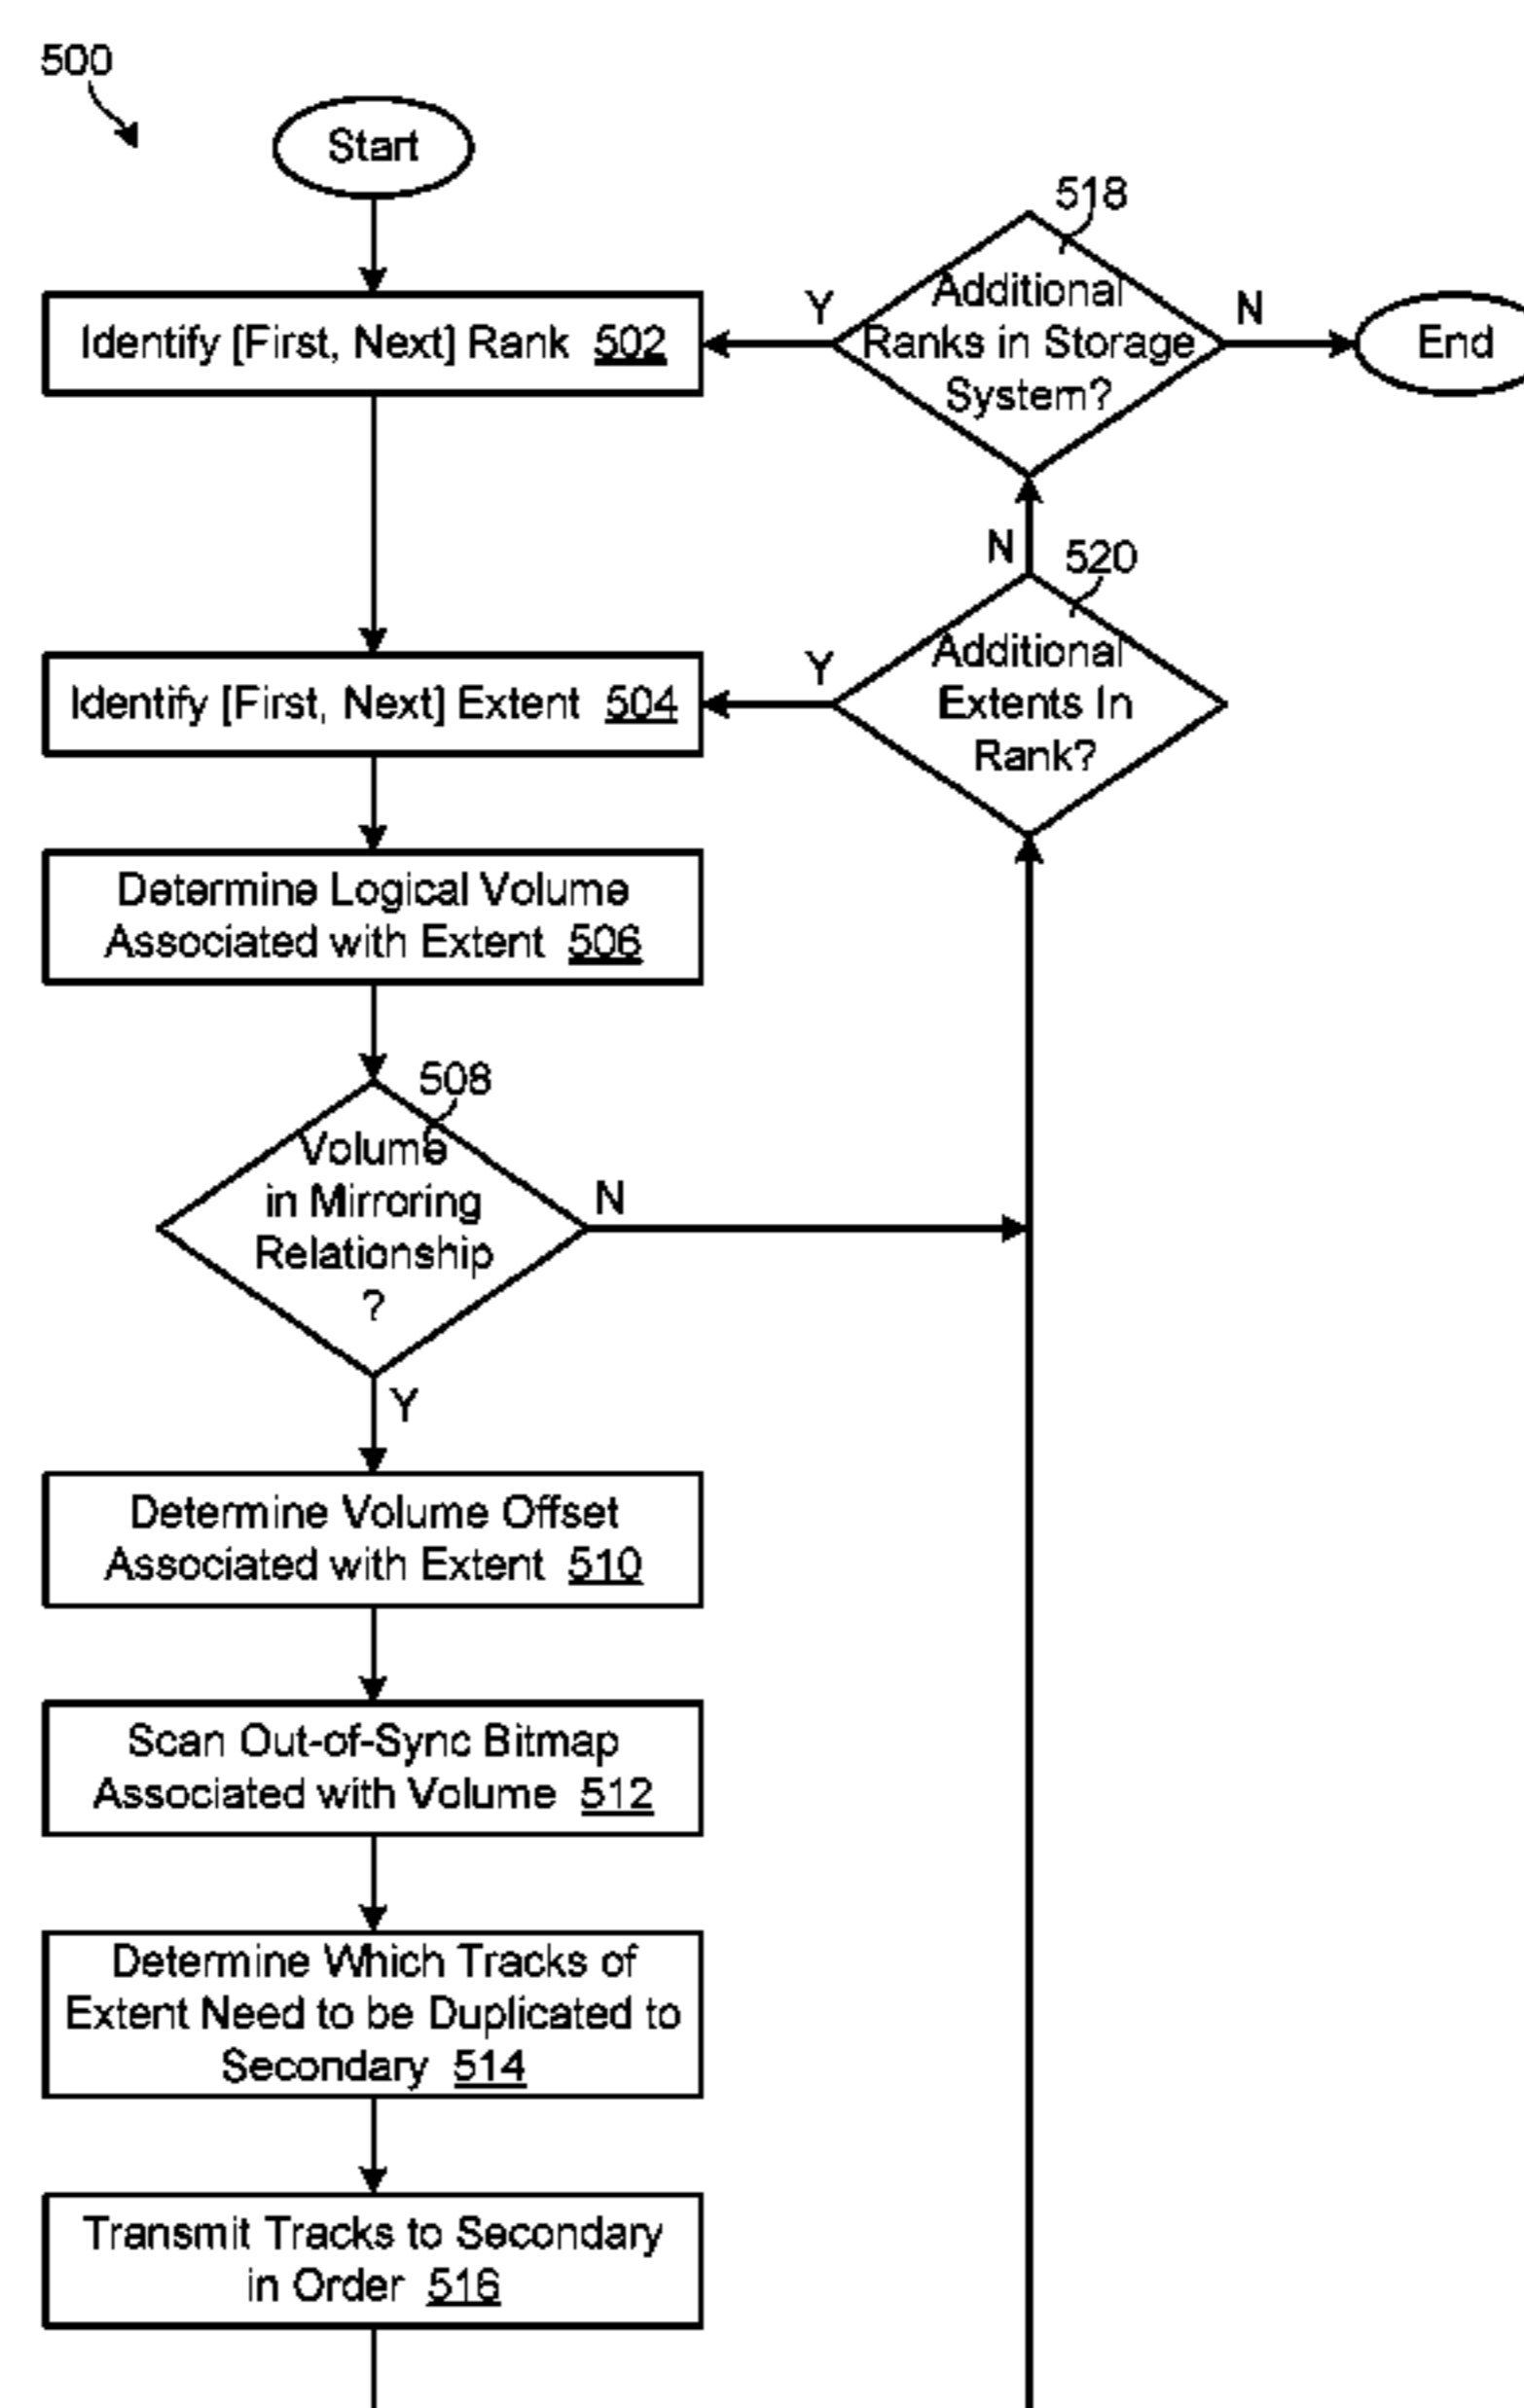 500
Start
518
Additional
Ranks in Storage
System?
Y
N
End
Identify [First, Next] Rank 502
N
520
Additional
Extents In
Rank?
Y
Identify [First, Next] Extent 504
Determine Logical Volume
Associated with Extent 506
508
Volume
in Mirroring
Relationship
?
N
Y
Determine Volume Offset
Associated with Extent 510
Scan Out-of-Sync Bitmap
Associated with Volume 512
Determine Which Tracks of
Extent Need to be Duplicated to
Secondary 514
Transmit Tracks to Secondary
in Order 516